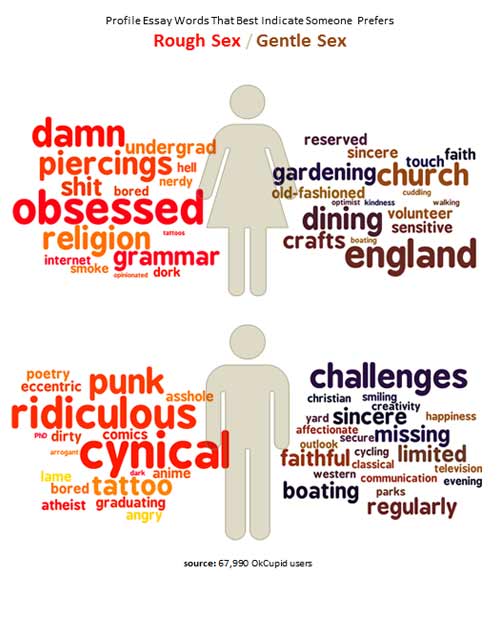 Profile Essay Words That Best Indicate Someone Prefers
Rough Sex / Gentle Sex
damn
undergrad
piercings
hell
shit
bored
nerdy
obsessed
tattoos
religion
grammar
internet
smoke
opinionated
dork
reserved
sincere
touch
faith
gardening
church
old-fashioned
cuddling
optimist
kindness
walking
dining
volunteer
crafts
boating
sensitive
england
poetry
eccentric
punk
asshole
ridiculous
PhD
dirty
comics
cynical
arrogant
dark
anime
lame
bored
tattoo
atheist
graduating
angry
challenges
christian
smiling
creativity
yard
sincere
happiness
affectionate
secure
missing
outlook
faithful
cycling
limited
classical
television
western
communication
evening
boating
parks
regularly
source: 67,990 OkCupid users